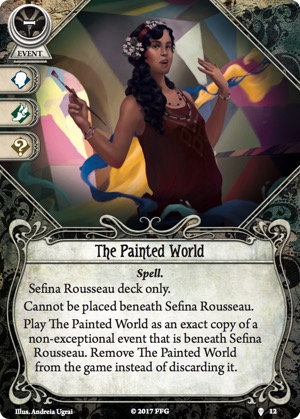 EVENT
The Painted World
Spell.
Sefina Rousseau deck only.
Cannot be placed beneath Sefina Rousseau.
Play The Painted World as an exact copy of a
non-exceptional event that is beneath Sefina
Rousseau. Remove The Painted World
from the game instead of discarding it.
Illus. Andreia Ugrai
© 2017 FFG
12